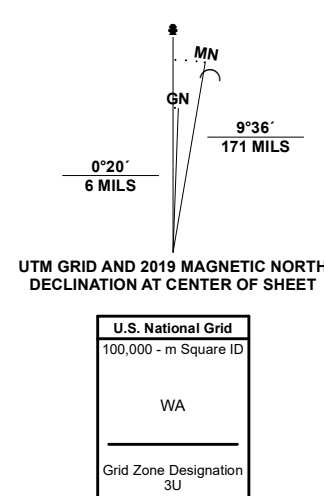 MN
GN
9°36´
171 MILS
0°20´
6 MILS
UTM GRID AND 2019 MAGNETIC NORTH
DECLINATION AT CENTER OF SHEET
U.S. National Grid
100,000 - m Square ID
WA
Grid Zone Designation
3U